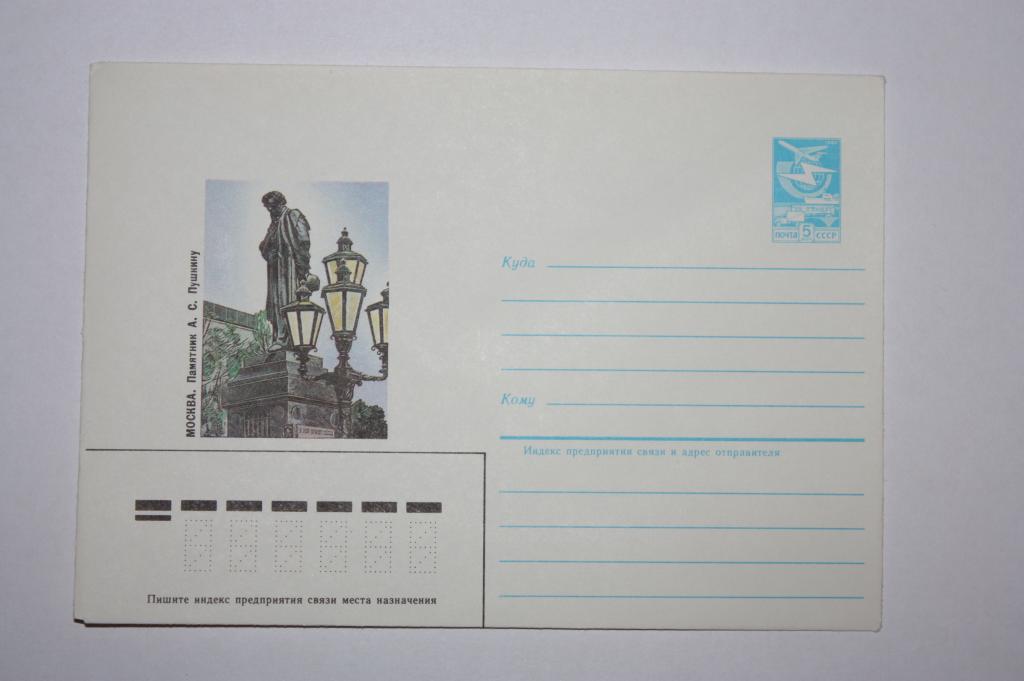 МОСКВА. Памятник А. С. Пушкину
ПОЧТА 5 СССР
Куда
Кому
Индекс предприятия связи и адрес отправителя
Пишите индекс предприятия связи места назначения